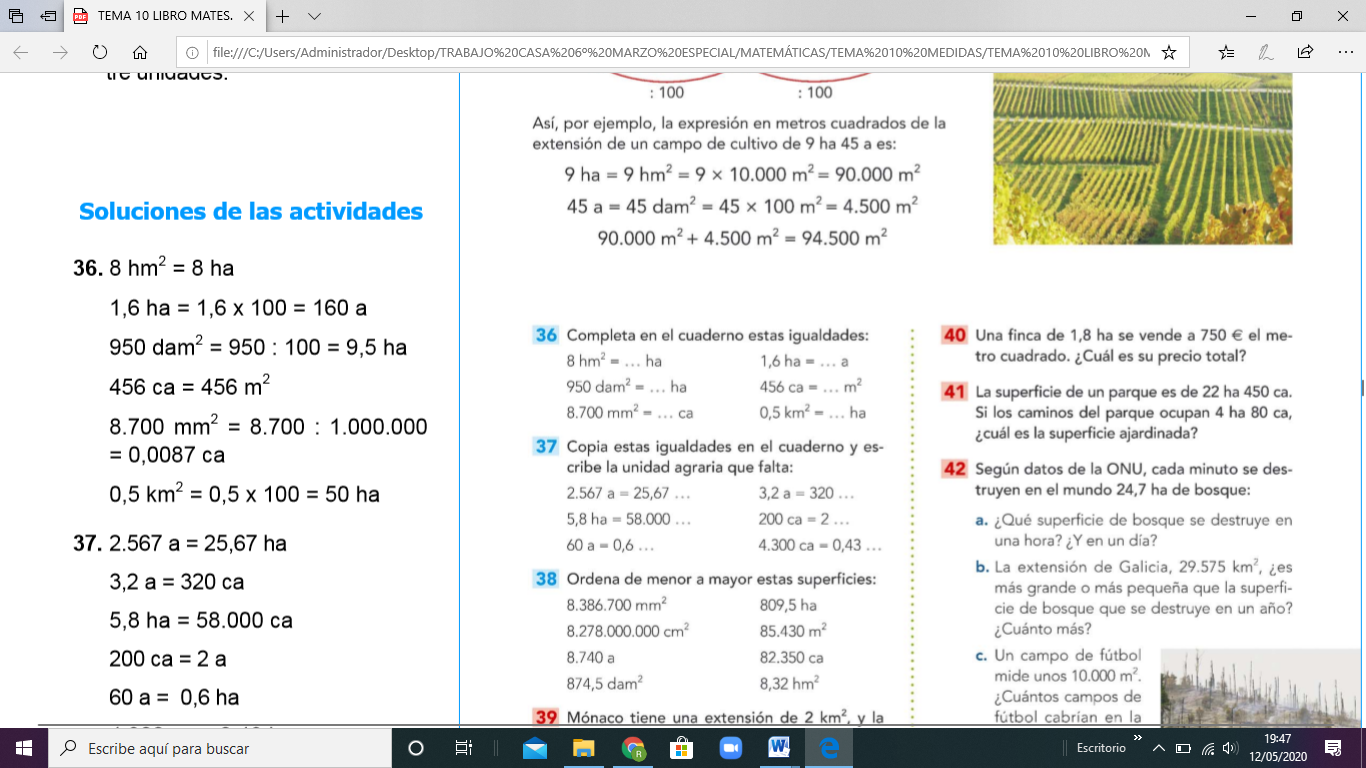 TEMA 10 LIBRO MATES.
file:///C:/Users/Administrador/Desktop/TRABAJO%20CASA%206º%20MARZO%20ESPECIAL/MATEMÁTICAS/TEMA%2010%20MEDIDAS/TEMA%2010%20LIBRO%20M
tre unidades.
Soluciones de las actividades
36. 8 hm² = 8 ha
1,6 ha = 1,6 x 100 = 160 a
950 dam² = 950 : 100 = 9,5 ha
456 ca = 456 m²
8.700 mm² = 8.700 : 1.000.000
= 0,0087 ca
0,5 km² = 0,5 x 100 = 50 ha
37. 2.567 a = 25,67 ha
3,2 a = 320 ca
5,8 ha = 58.000 ca
200 ca = 2 a
60 a = 0,6 ha
: 100 : 100
Así, por ejemplo, la expresión en metros cuadrados de la
extensión de un campo de cultivo de 9 ha 45 a es:
9 ha = 9 hm² = 9 × 10.000 m² = 90.000 m²
45 a = 45 dam² = 45 × 100 m² = 4.500 m²
90.000 m² + 4.500 m² = 94.500 m²
36 Completa en el cuaderno estas igualdades:
8 hm² = … ha 1,6 ha = … a
950 dam² = … ha 456 ca = … m²
8.700 mm² = … ca 0,5 km² = … ha
37 Copia estas igualdades en el cuaderno y es-
cribe la unidad agraria que falta:
2.567 a = 25,67 … 3,2 a = 320 …
5,8 ha = 58.000 … 200 ca = 2 …
60 a = 0,6 … 4.300 ca = 0,43 …
38 Ordena de menor a mayor estas superficies:
8.386.700 mm² 809,5 ha
8.278.000.000 cm² 85.430 m²
8.740 a 82.350 ca
874,5 dam² 8,32 hm²
39 Mónaco tiene una extensión de 2 km², y la
40 Una finca de 1,8 ha se vende a 750 € el me-
tro cuadrado. ¿Cuál es su precio total?
41 La superficie de un parque es de 22 ha 450 ca.
Si los caminos del parque ocupan 4 ha 80 ca,
¿cuál es la superficie ajardinada?
42 Según datos de la ONU, cada minuto se des-
truyen en el mundo 24,7 ha de bosque:
a. ¿Qué superficie de bosque se destruye en
una hora? ¿Y en un día?
b. La extensión de Galicia, 29.575 km², ¿es
más grande o más pequeña que la superfi-
cie de bosque que se destruye en un año?
¿Cuánto más?
c. Un campo de fútbol
mide unos 10.000 m².
¿Cuántos campos de
fútbol cabrían en la
Escribe aquí para buscar
Escritorio
19:47
12/05/2020